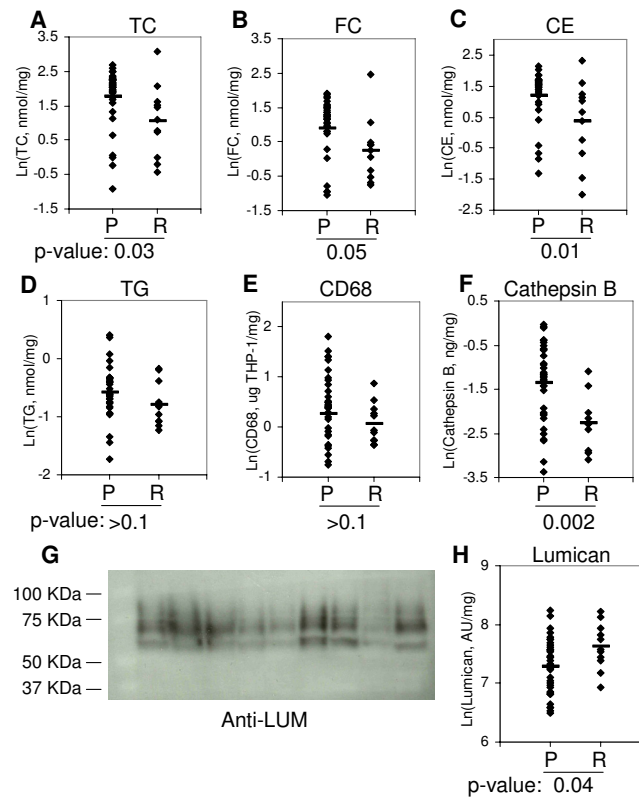 A TC
Ln(TC, nmol/mg)
3.5
2.5
1.5
0.5
-0.5
-1.5
P R
p-value: 0.03
B FC
Ln(FC, nmol/mg)
3.5
2.5
1.5
0.5
-0.5
-1.5
P R
0.05
C CE
Ln(CE, nmol/mg)
2.5
1.5
0.5
-0.5
-1.5
-2.5
P R
0.01
D TG
Ln(TG, nmol/mg)
1
0
-1
-2
P R
p-value: >0.1
E CD68
Ln(CD68, ug THP-1/mg)
2
1
0
-1
P R
>0.1
F Cathepsin B
Ln(Cathepsin B, ng/mg)
0.5
-0.5
-1.5
-2.5
-3.5
P R
0.002
G
100 KDa
75 KDa
50 KDa
37 KDa
Anti-LUM
H Lumican
Ln(Lumican, AU/mg)
9
8
7
6
P R
p-value: 0.04